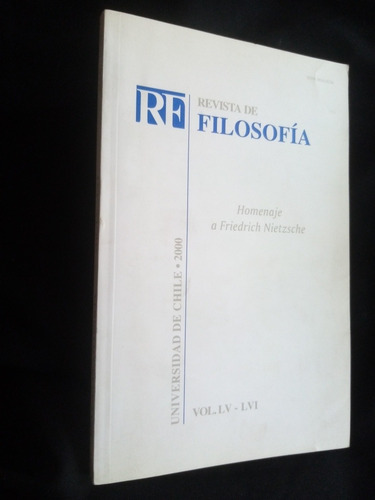 RF
REVISTA DE
FILOSOFÍA
Homenaje
a Friedrich Nietzsche
UNIVERSIDAD DE CHILE • 2000
VOL. LV - LVI